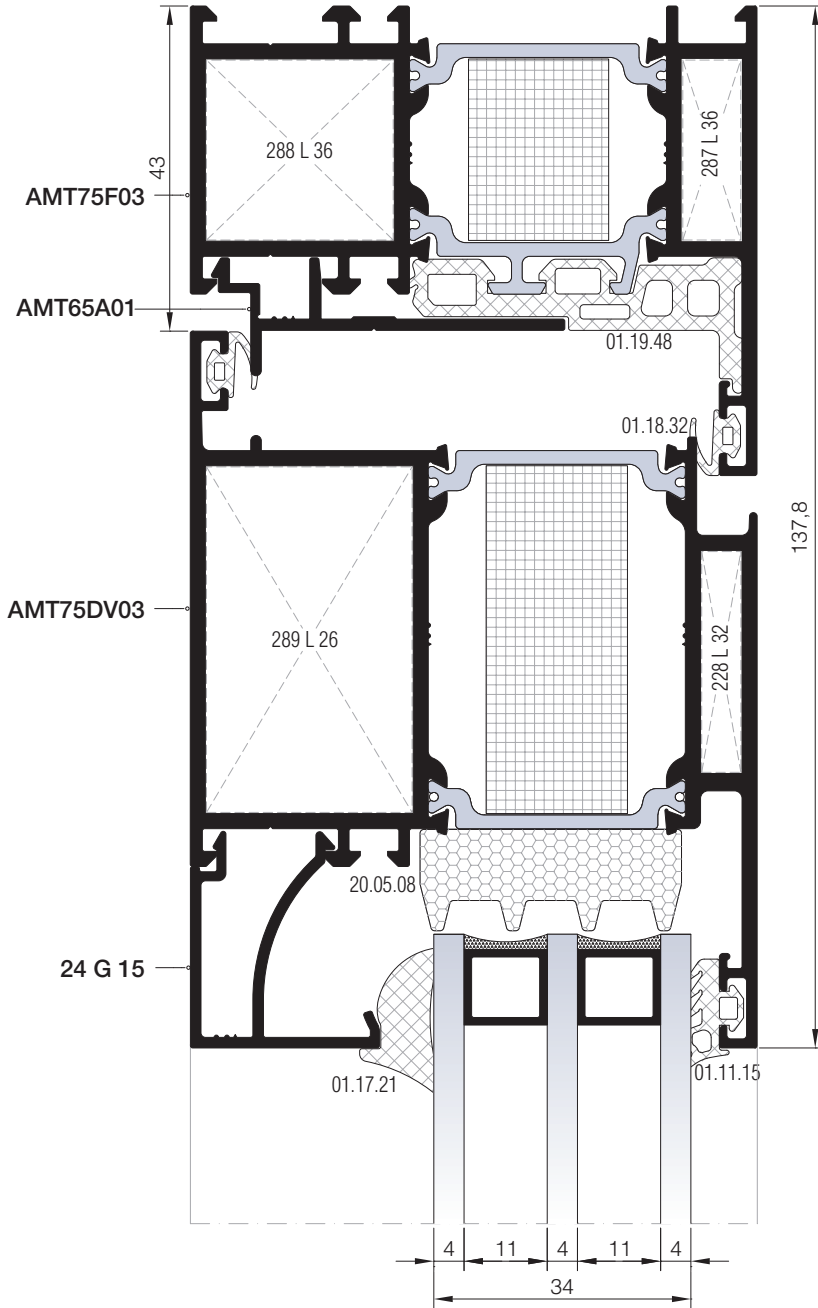 43
288 L 36
287 L 36
AMT75F03
AMT65A01
01.19.48
01.18.32
137,8
AMT75DV03
289 L 26
228 L 32
20.05.08
24 G 15
01.17.21
01.11.15
4 11 4 11 4
34